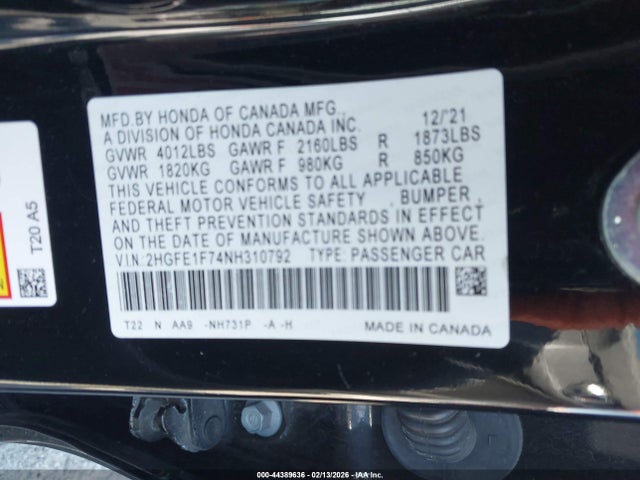 MFD.BY HONDA OF CANADA MFG., 12/'21
A DIVISION OF HONDA CANADA INC.
GVWR 4012LBS GAWR F 2160LBS R 1873LBS
GVWR 1820KG GAWR F 980KG R 850KG
THIS VEHICLE CONFORMS TO ALL APPLICABLE
FEDERAL MOTOR VEHICLE SAFETY , BUMPER ,
AND THEFT PREVENTION STANDARDS IN EFFECT
ON THE DATE OF MANUFACTURE SHOWN ABOVE.
VIN:2HGFE1F74NH310792 TYPE: PASSENGER CAR
T22 N AA9 -NH731P -A -H MADE IN CANADA
T20 A5
000-44389636 - 02/13/2026 - IAA Inc.